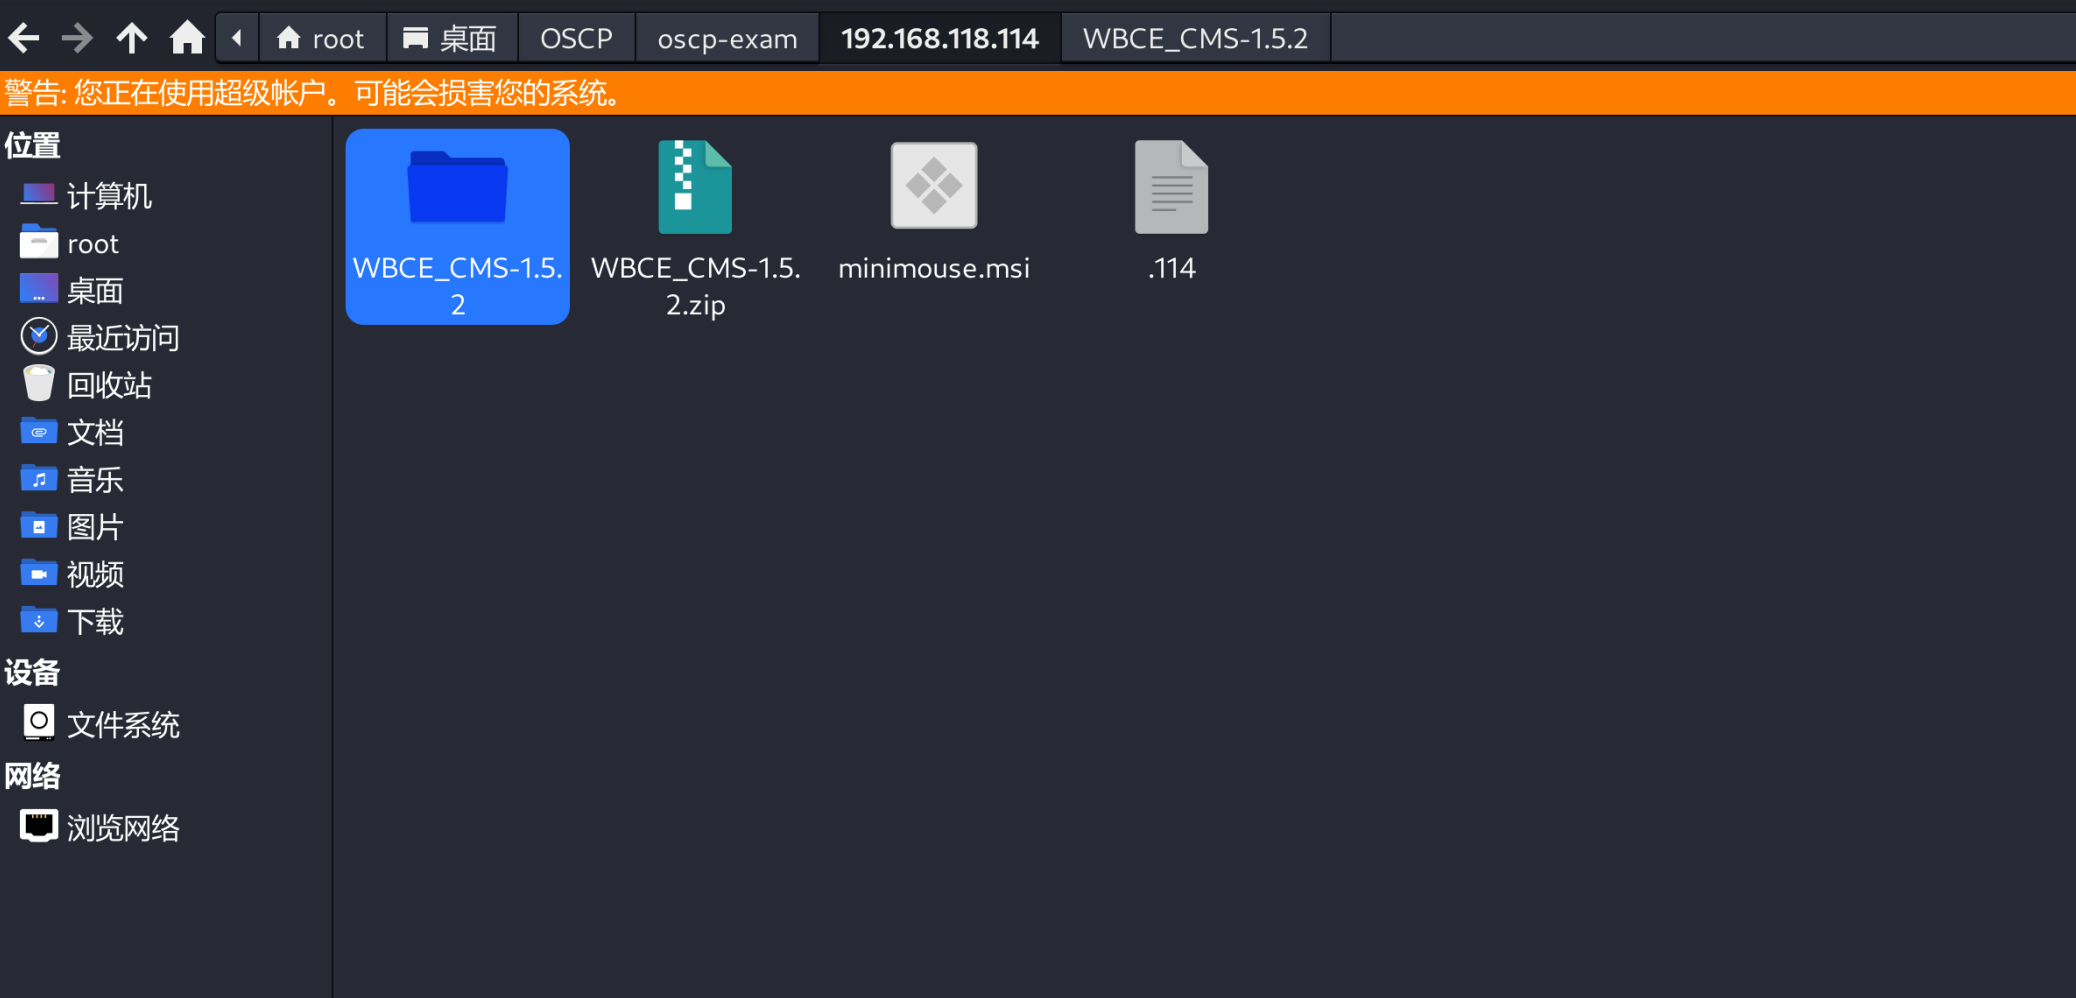 root 桌面 OSCP oscp-exam 192.168.118.114 WBCE_CMS-1.5.2
警告: 您正在使用超级帐户。可能会损害您的系统。
位置
计算机
root
桌面
最近访问
回收站
文档
音乐
图片
视频
下载
设备
文件系统
网络
浏览网络
WBCE_CMS-1.5.
2
WBCE_CMS-1.5.
2.zip
minimouse.msi
.114